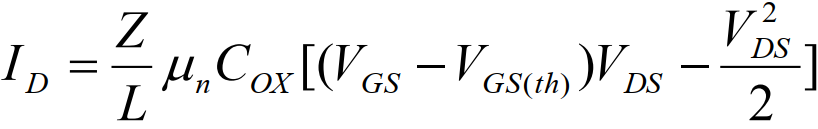 I_D = \frac{Z}{L} \mu_n C_{OX} [(V_{GS} - V_{GS(th)})V_{DS} - \frac{V_{DS}^2}{2}]